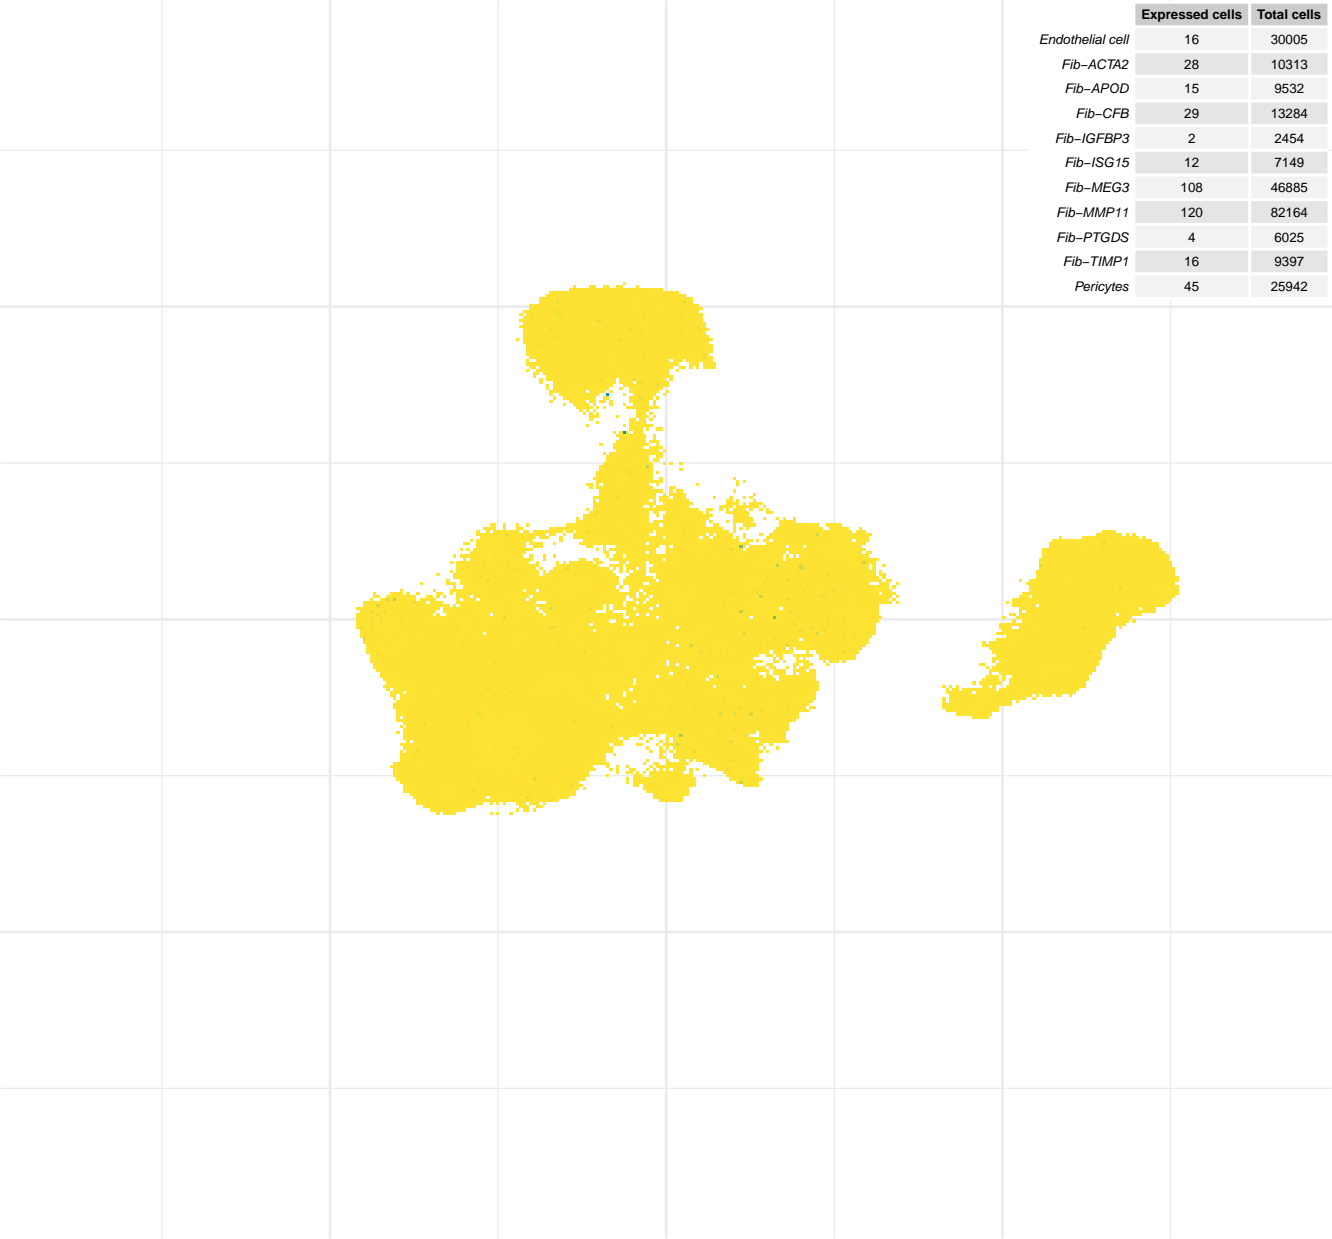 Expressed cells Total cells
Endothelial cell 16 30005
Fib−ACTA2 28 10313
Fib−APOD 15 9532
Fib−CFB 29 13284
Fib−IGFBP3 2 2454
Fib−ISG15 12 7149
Fib−MEG3 108 46885
Fib−MMP11 120 82164
Fib−PTGDS 4 6025
Fib−TIMP1 16 9397
Pericytes 45 25942